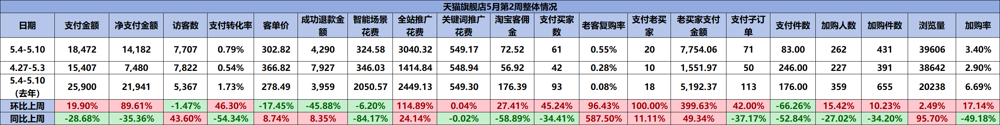 天猫旗舰店5月第2周整体情况
日期 支付金额 净支付金额 访客数 支付转化率 客单价 成功退款金额 智能场景花费 全站推广花费 关键词推广花费 淘宝客佣金 支付买家数 老客复购率 支付老买家 老买家支付金额 支付子订单 支付件数 加购人数 加购件数 浏览量 加购率
5.4-5.10 18,472 14,182 7,707 0.79% 302.82 4,290 324.58 3040.32 549.17 72.52 61 0.55% 20 7,754.06 71 83.00 262 431 39606 3.40%
4.27-5.3 15,407 7,480 7,822 0.54% 366.82 7,927 346.03 1414.84 548.94 56.92 42 0.28% 10 1,551.97 50 246.00 227 391 38642 2.90%
5.4-5.10（去年） 25,900 21,941 5,367 1.73% 278.49 3,959 2050.57 2449.13 549.30 176.39 93 0.08% 18 5,192.37 113 176.00 359 655 20238 6.69%
环比上周 19.90% 89.61% -1.47% 46.30% -17.45% -45.88% -6.20% 114.89% 0.04% 27.41% 45.24% 96.43% 100.00% 399.63% 42.00% -66.26% 15.42% 10.23% 2.49% 17.14%
同比上周 -28.68% -35.36% 43.60% -54.34% 8.74% 8.35% -84.17% 24.14% -0.02% -58.89% -34.41% 587.50% 11.11% 49.34% -37.17% -52.84% -27.02% -34.20% 95.70% -49.18%